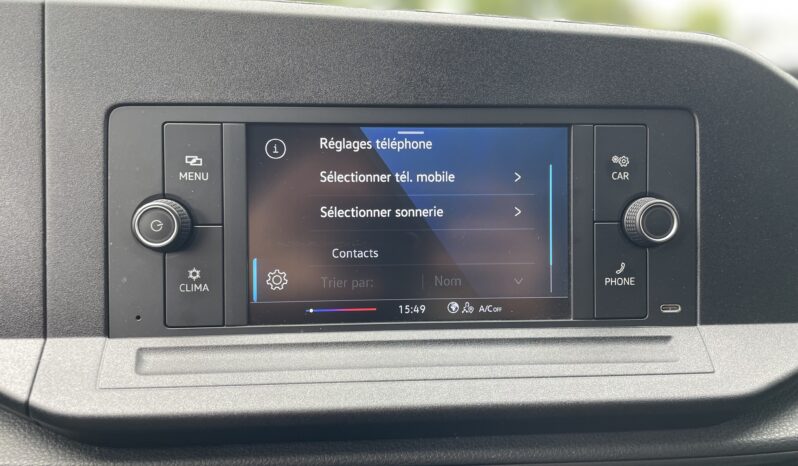 MENU
CLIMA
Réglages téléphone
Sélectionner tél. mobile
Sélectionner sonnerie
Contacts
Trier par: Nom
15:49 A/C OFF
CAR
PHONE